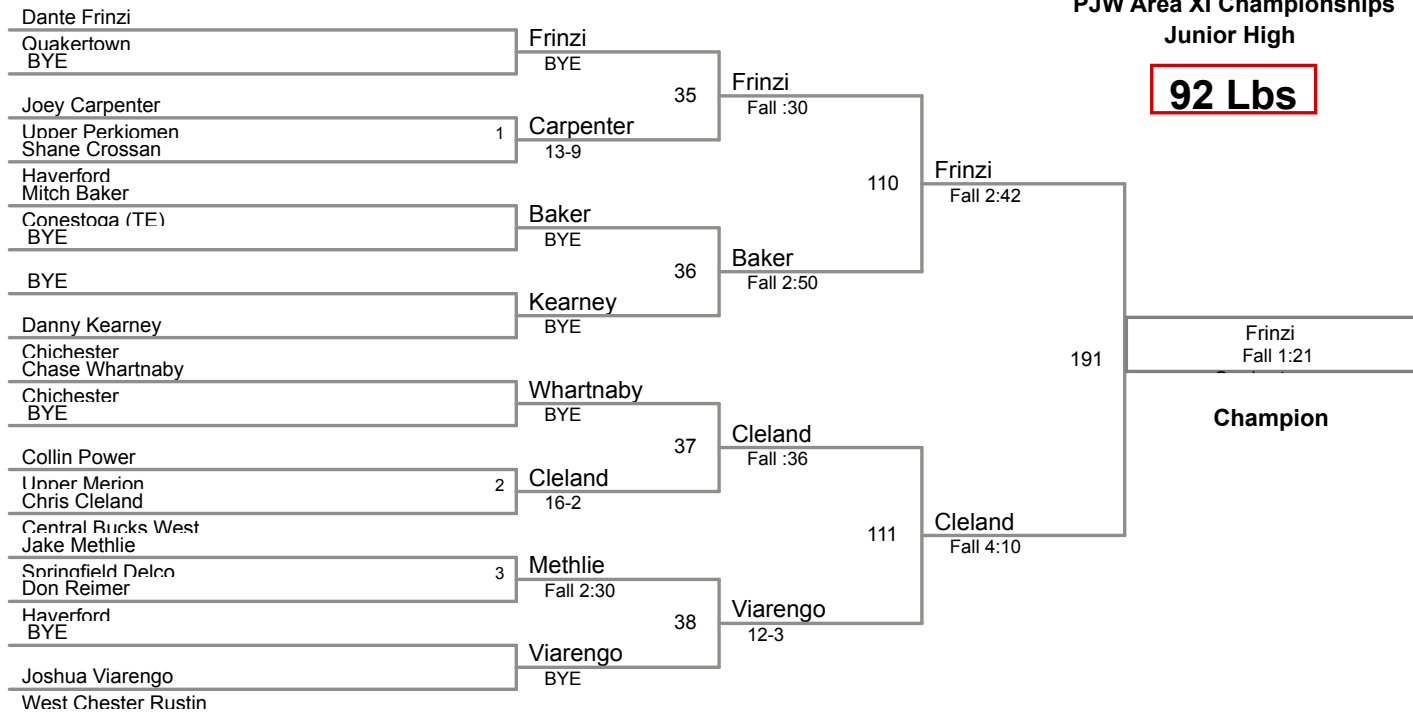 PJW Area XI Championships
Junior High
92 Lbs
Dante Frinzi
Quakertown
BYE
Joey Carpenter
Upper Perkiomen
Shane Crossan
Haverford
Mitch Baker
Conestoga (TE)
BYE
BYE
Danny Kearney
Chichester
Chase Whartnaby
Chichester
BYE
Collin Power
Upper Merion
Chris Cleland
Central Bucks West
Jake Methlie
Springfield Delco
Don Reimer
Haverford
BYE
Joshua Viarengo
West Chester Rustin
1
2
3
Frinzi
BYE
Carpenter
13-9
Baker
BYE
Kearney
BYE
Whartnaby
BYE
Cleland
16-2
Methlie
Fall 2:30
Viarengo
BYE
35
36
37
38
Frinzi
Fall :30
Baker
Fall 2:50
Cleland
Fall :36
Viarengo
12-3
110
111
Frinzi
Fall 2:42
Cleland
Fall 4:10
191
Frinzi
Fall 1:21
Champion